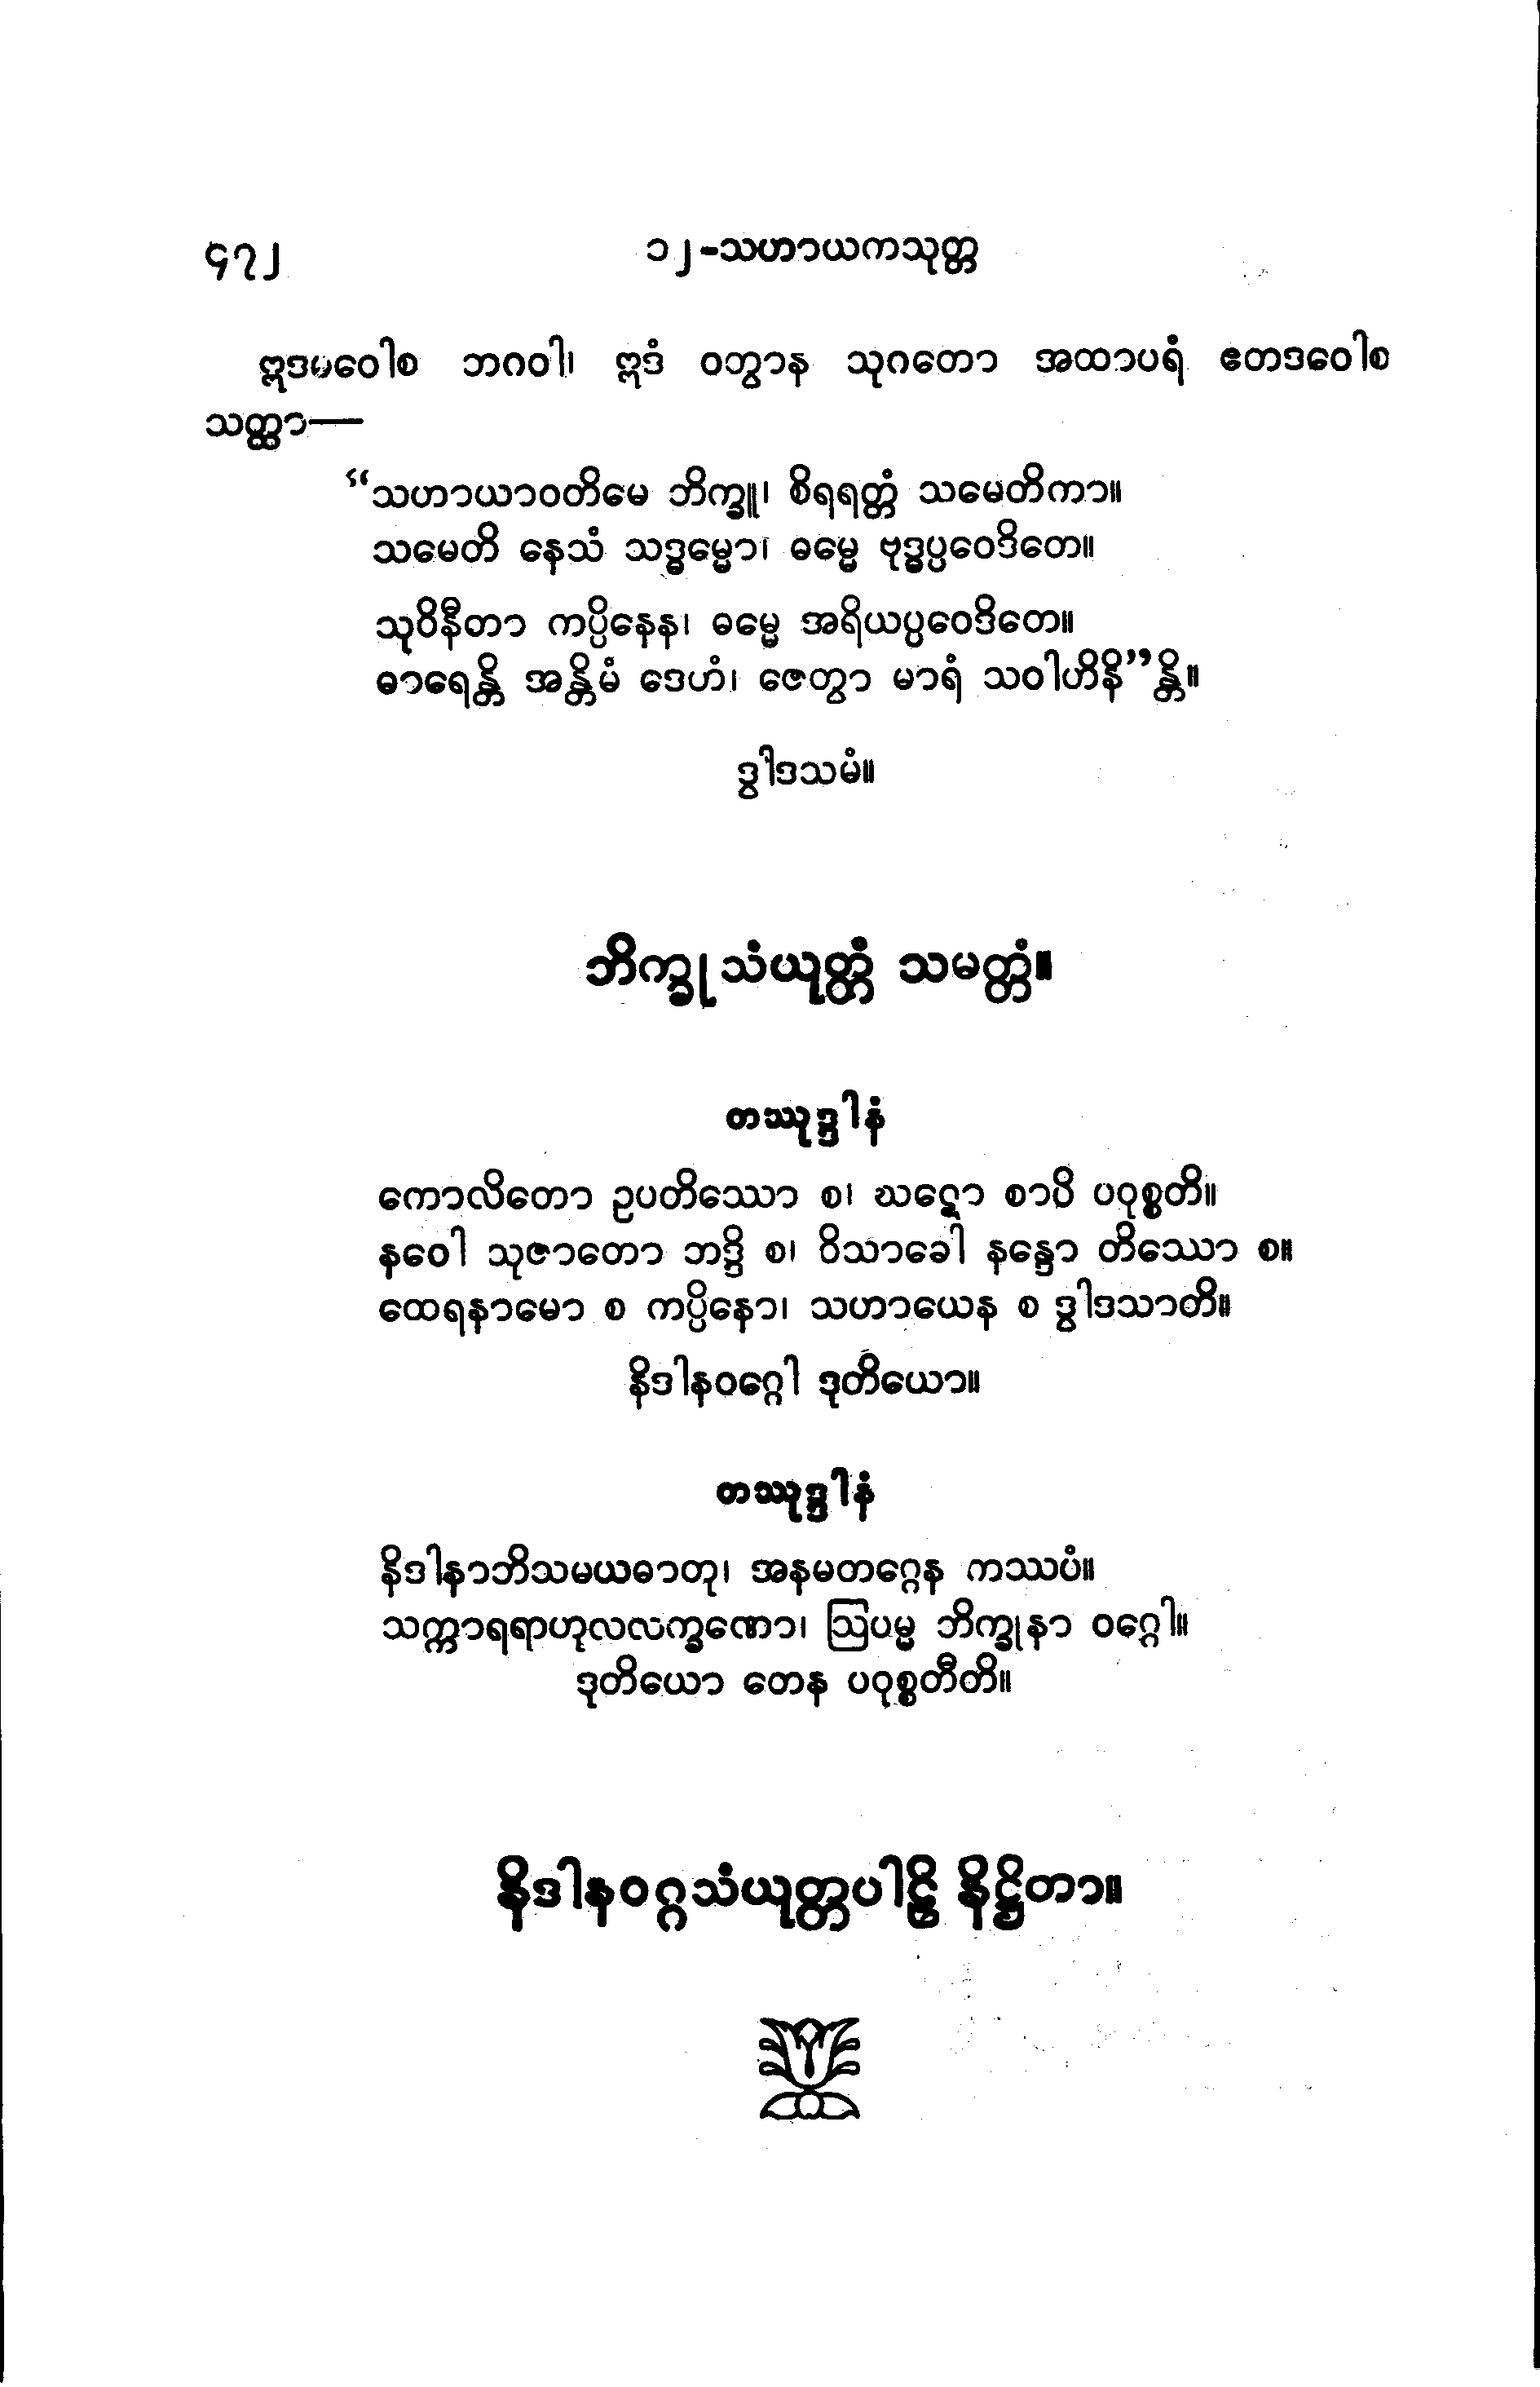 ၄၇၂ ၁၂-သဟာယကသုတ္တ
ဣဒမဝေါစ ဘဂဝါ၊ ဣဒံ ဝတွာန သုဂတော အထာပရံ ဧတဒဝေါစ
သတ္ထာ—
“သဟာယာဝတိမေ ဘိက္ခူ၊ စိရရတ္တံ သမေတိကာ။
သမေတိ နေသံ သဒ္ဓမ္မော၊ ဓမ္မေ ဗုဒ္ဓပ္ပဝေဒိတေ။
သုဝိနီတာ ကပ္ပိနေန၊ ဓမ္မေ အရိယပ္ပဝေဒိတေ။
ဓာရေန္တိ အန္တိမံ ဒေဟံ၊ ဇေတွာ မာရံ သဝါဟိနိ”န္တိ။
ဒွါဒသမံ။
ဘိက္ခုသံယုတ္တံ သမတ္တံ။
တဿုဒ္ဒါနံ
ကောလိတော ဥပတိဿော စ၊ ဃဋော စာပိ ပဝုစ္စတိ။
နဝေါ သုဇာတော ဘဒ္ဒိ စ၊ ဝိသာခေါ နန္ဒော တိဿော စ။
ထေရနာမော စ ကပ္ပိနော၊ သဟာယေန စ ဒွါဒသာတိ။
နိဒါနဝဂ္ဂေါ ဒုတိယော။
တဿုဒ္ဒါနံ
နိဒါနာဘိသမယဓာတု၊ အနမတဂ္ဂေန ကဿပံ။
သက္ကာရရာဟုလလက္ခဏော၊ ဩပမ္မ ဘိက္ခုနာ ဝဂ္ဂေါ။
ဒုတိယော တေန ပဝုစ္စတီတိ။
နိဒါနဝဂ္ဂသံယုတ္တပါဠိ နိဋ္ဌိတာ။